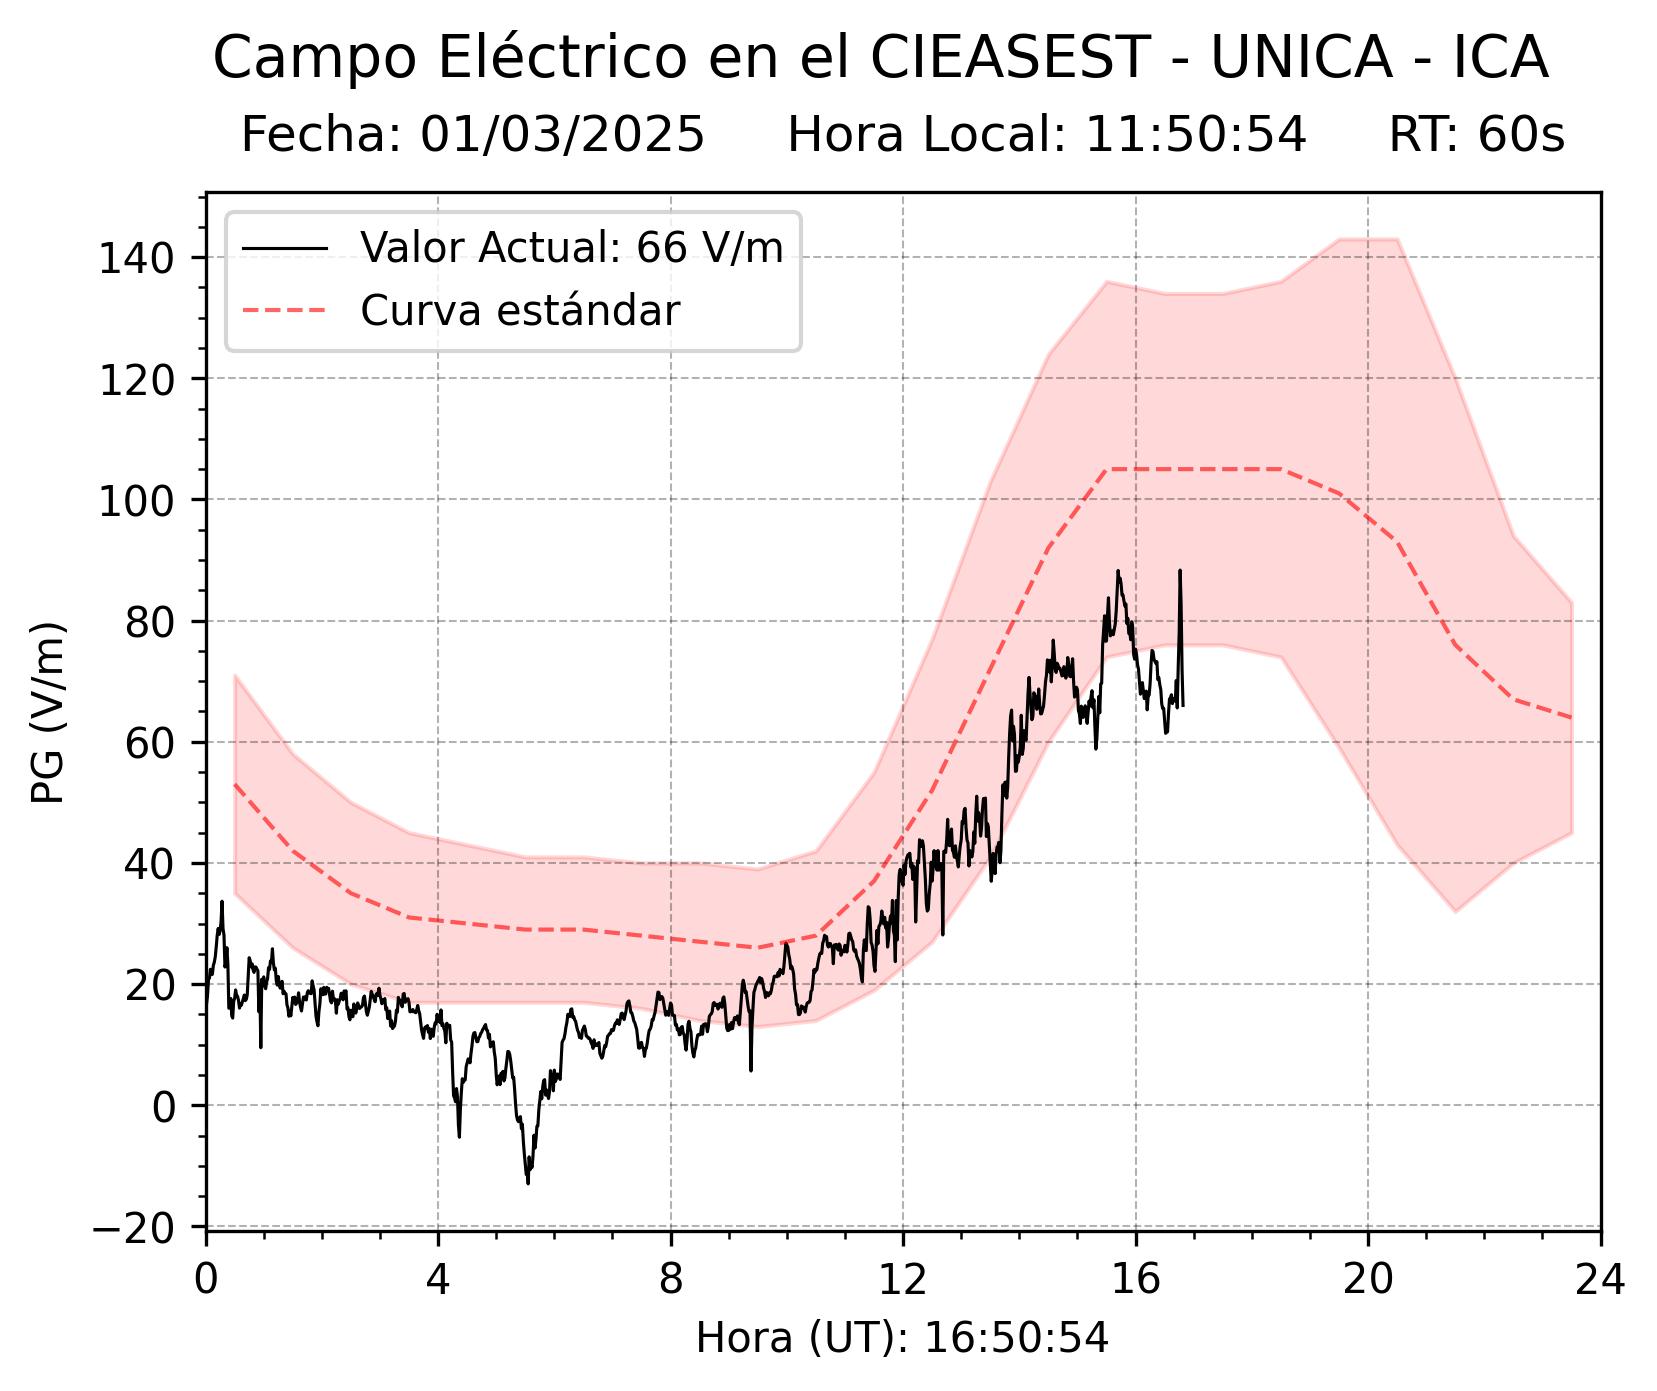 Campo Eléctrico en el CIEASEST - UNICA - ICA
Fecha: 01/03/2025 Hora Local: 11:50:54 RT: 60s
Valor Actual: 66 V/m
Curva estándar
PG (V/m)
140
120
100
80
60
40
20
0
−20
0 4 8 12 16 20 24
Hora (UT): 16:50:54